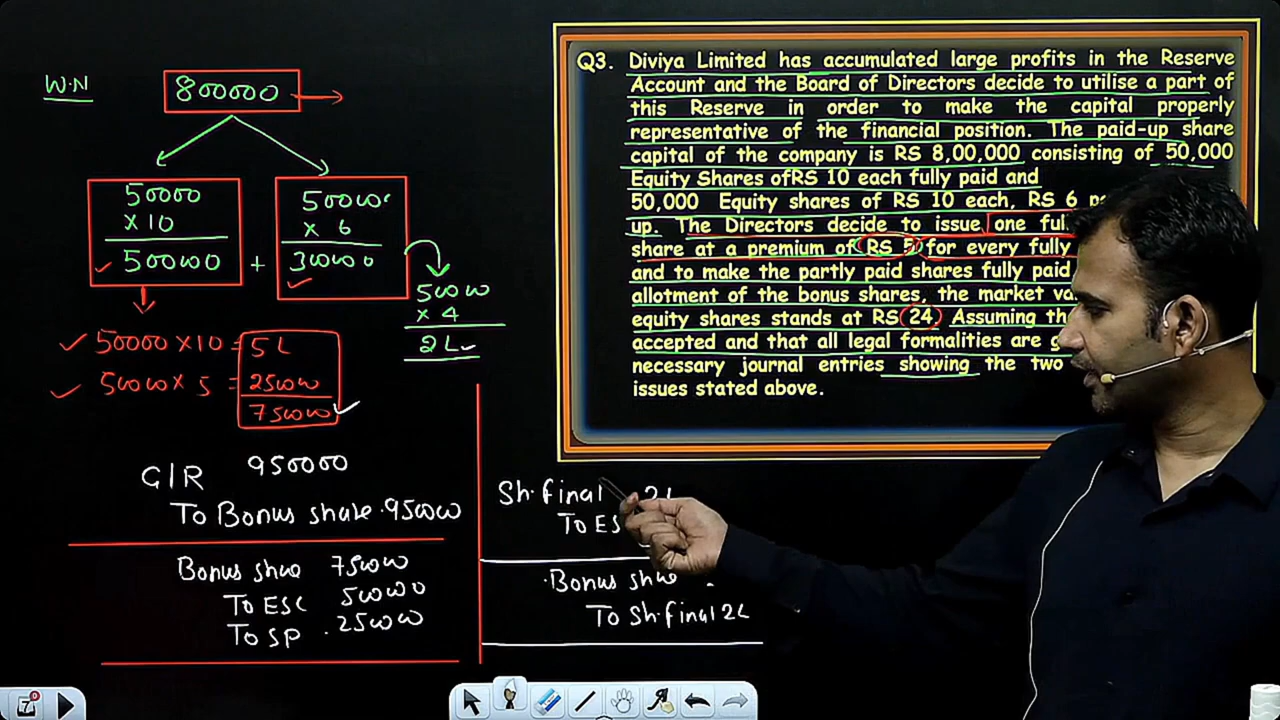 W.N
800000
50000
× 10
500000
+
50000
× 6
300000
50000
× 4
2L
50000 × 10 = 5L
50000 × 5 = 250000
750000
G/R 950000
To Bonus share 950000
Bonus share 750000
To ESC 500000
To SP 250000
Sh. final 2L
To ES
Bonus share
To Sh. final 2L
Q3. Diviya Limited has accumulated large profits in the Reserve
Account and the Board of Directors decide to utilise a part of
this Reserve in order to make the capital properly
representative of the financial position. The paid-up share
capital of the company is RS 8,00,000 consisting of 50,000
Equity Shares ofRS 10 each fully paid and
50,000 Equity shares of RS 10 each, RS 6
up. The Directors decide to issue one
share at a premium of RS 5 for every fully
and to make the partly paid shares fully paid
allotment of the bonus shares, the market
equity shares stands at RS 24 Assuming
accepted and that all legal formalities are
necessary journal entries showing the two
issues stated above.